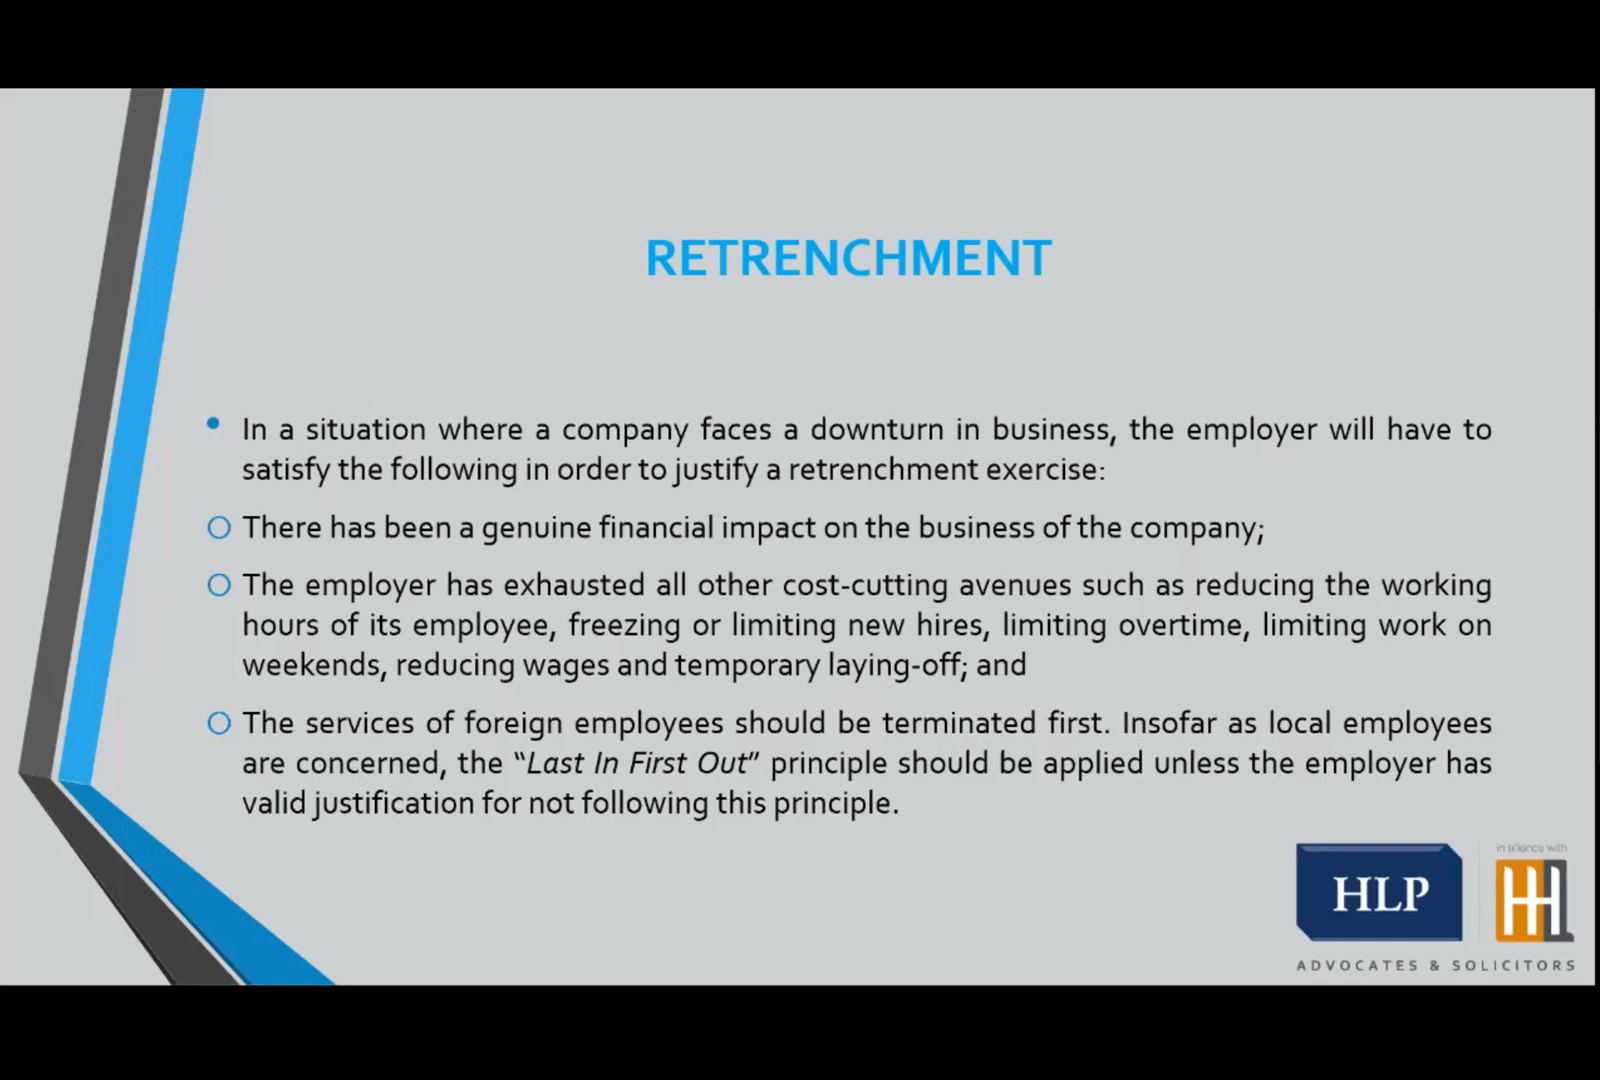 RETRENCHMENT
• In a situation where a company faces a downturn in business, the employer will have to
satisfy the following in order to justify a retrenchment exercise:
○ There has been a genuine financial impact on the business of the company;
○ The employer has exhausted all other cost-cutting avenues such as reducing the working
hours of its employee, freezing or limiting new hires, limiting overtime, limiting work on
weekends, reducing wages and temporary laying-off; and
○ The services of foreign employees should be terminated first. Insofar as local employees
are concerned, the “Last In First Out” principle should be applied unless the employer has
valid justification for not following this principle.
in alliance with
HLP
ADVOCATES & SOLICITORS